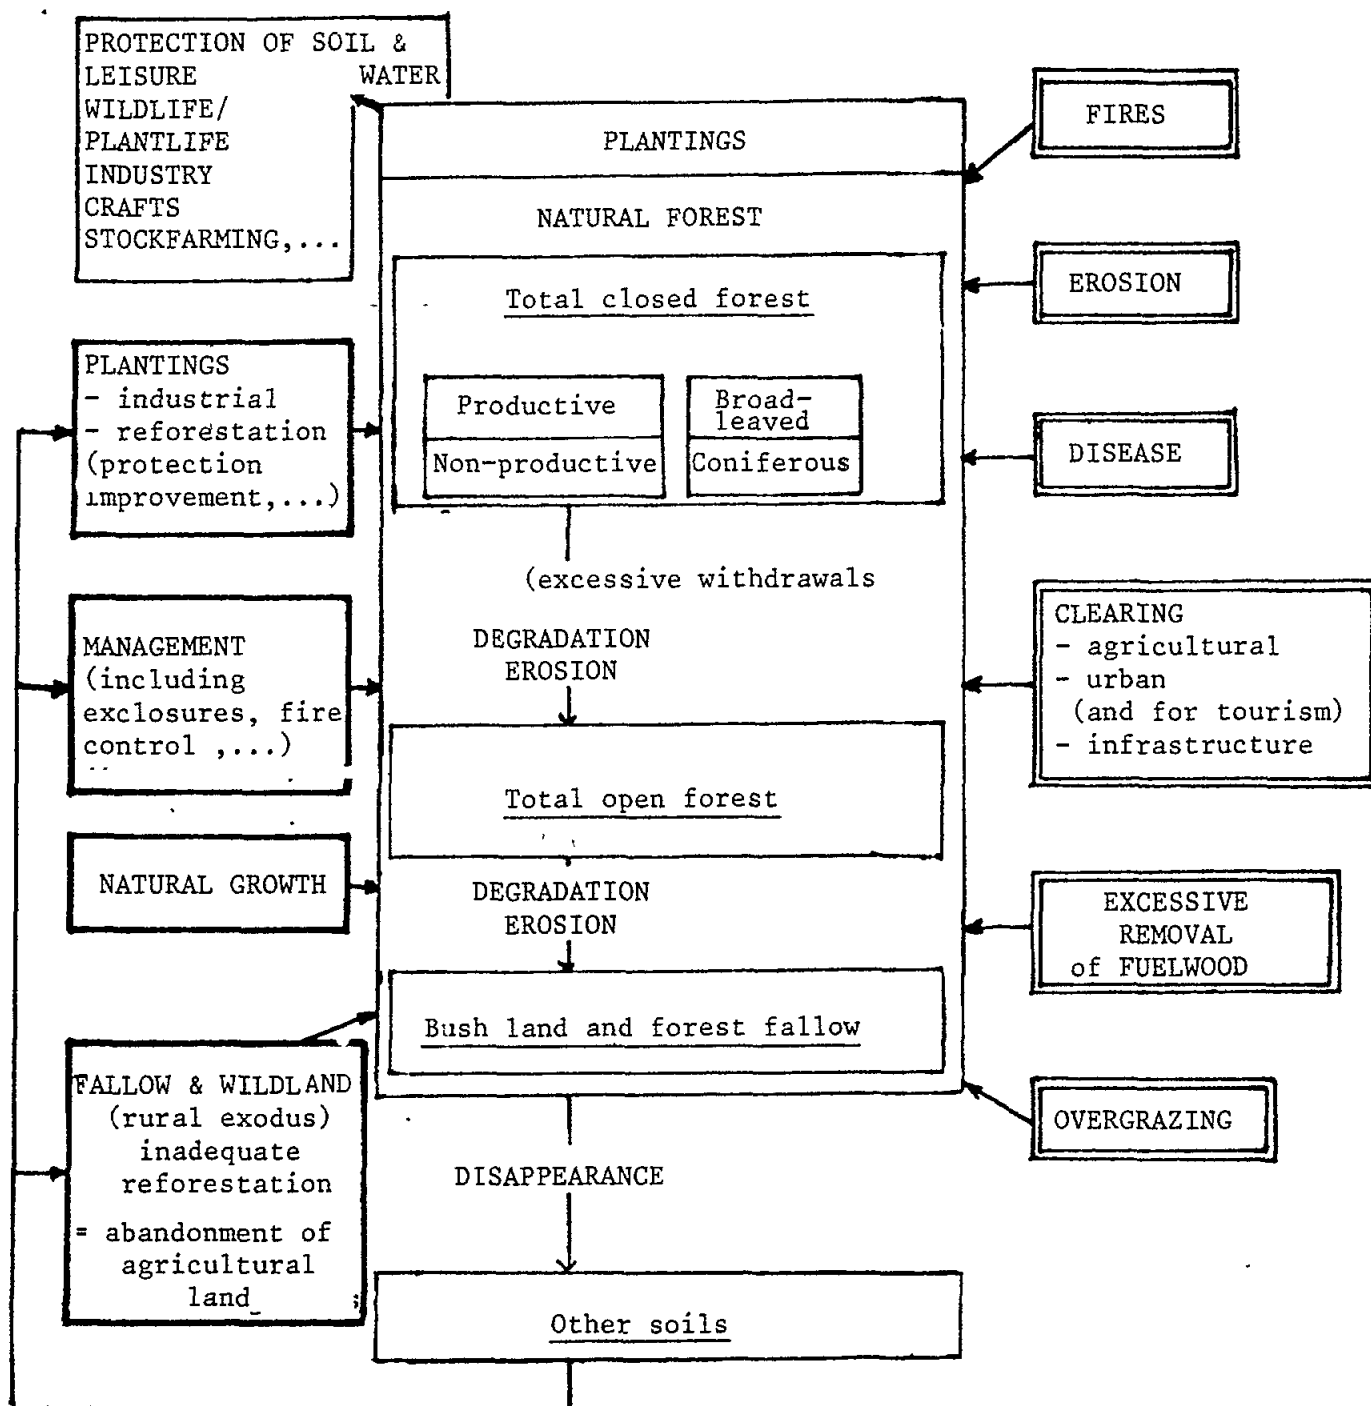 PROTECTION OF SOIL &
LEISURE WATER
WILDLIFE/
PLANTLIFE
INDUSTRY
CRAFTS
STOCKFARMING,...
PLANTINGS
- industrial
- reforestation
(protection
improvement,...)
MANAGEMENT
(including
exclosures, fire
control ,...)
NATURAL GROWTH
FALLOW & WILDLAND
(rural exodus)
inadequate
reforestation
= abandonment of
agricultural
land
PLANTINGS
NATURAL FOREST
Total closed forest
Productive
Non-productive
Broad-
leaved
Coniferous
(excessive withdrawals
DEGRADATION
EROSION
Total open forest
DEGRADATION
EROSION
Bush land and forest fallow
DISAPPEARANCE
Other soils
FIRES
EROSION
DISEASE
CLEARING
- agricultural
- urban
(and for tourism)
- infrastructure
EXCESSIVE
REMOVAL
of FUELWOOD
OVERGRAZING